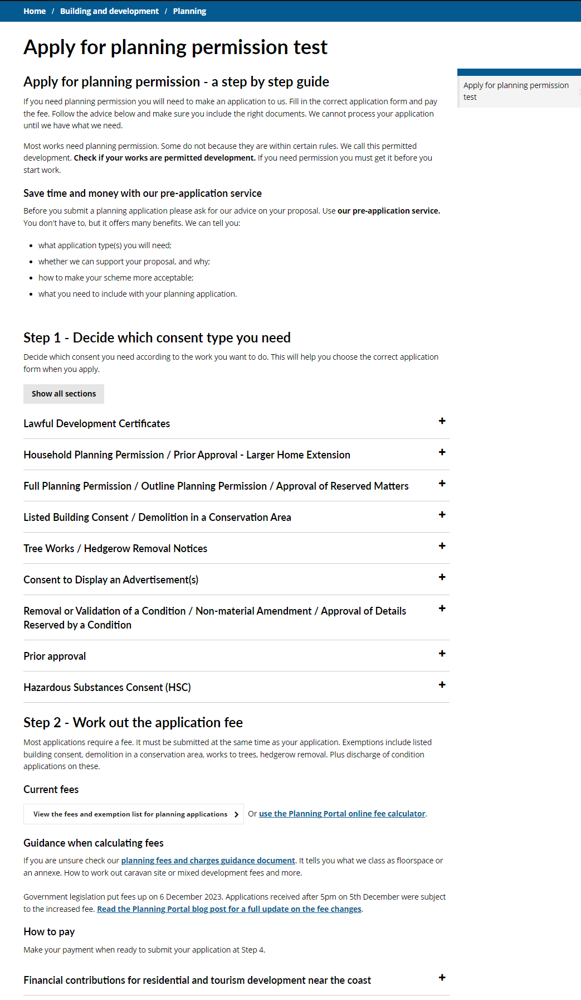 Home / Building and development / Planning
Apply for planning permission test
Apply for planning permission - a step by step guide
If you need planning permission you will need to make an application to us. Fill in the correct application form and pay
the fee. Follow the advice below and make sure you include the right documents. We cannot process your application
until we have what we need.
Most works need planning permission. Some do not because they are within certain rules. We call this permitted
development. Check if your works are permitted development. If you need permission you must get it before you
start work.
Save time and money with our pre-application service
Before you submit a planning application please ask for our advice on your proposal. Use our pre-application service.
You don't have to, but it offers many benefits. We can tell you:
• what application type(s) you will need;
• whether we can support your proposal, and why;
• how to make your scheme more acceptable;
• what you need to include with your planning application.
Apply for planning permission
test
Step 1 - Decide which consent type you need
Decide which consent you need according to the work you want to do. This will help you choose the correct application
form when you apply.
Show all sections
Lawful Development Certificates +
Household Planning Permission / Prior Approval - Larger Home Extension +
Full Planning Permission / Outline Planning Permission / Approval of Reserved Matters +
Listed Building Consent / Demolition in a Conservation Area +
Tree Works / Hedgerow Removal Notices +
Consent to Display an Advertisement(s) +
Removal or Validation of a Condition / Non-material Amendment / Approval of Details +
Reserved by a Condition
Prior approval +
Hazardous Substances Consent (HSC) +
Step 2 - Work out the application fee
Most applications require a fee. It must be submitted at the same time as your application. Exemptions include listed
building consent, demolition in a conservation area, works to trees, hedgerow removal. Plus discharge of condition
applications on these.
Current fees
View the fees and exemption list for planning applications Or use the Planning Portal online fee calculator.
Guidance when calculating fees
If you are unsure check our planning fees and charges guidance document. It tells you what we class as floorspace or
an annexe. How to work out caravan site or mixed development fees and more.
Government legislation put fees up on 6 December 2023. Applications received after 5pm on 5th December were subject
to the increased fee. Read the Planning Portal blog post for a full update on the fee changes.
How to pay
Make your payment when ready to submit your application at Step 4.
Financial contributions for residential and tourism development near the coast +